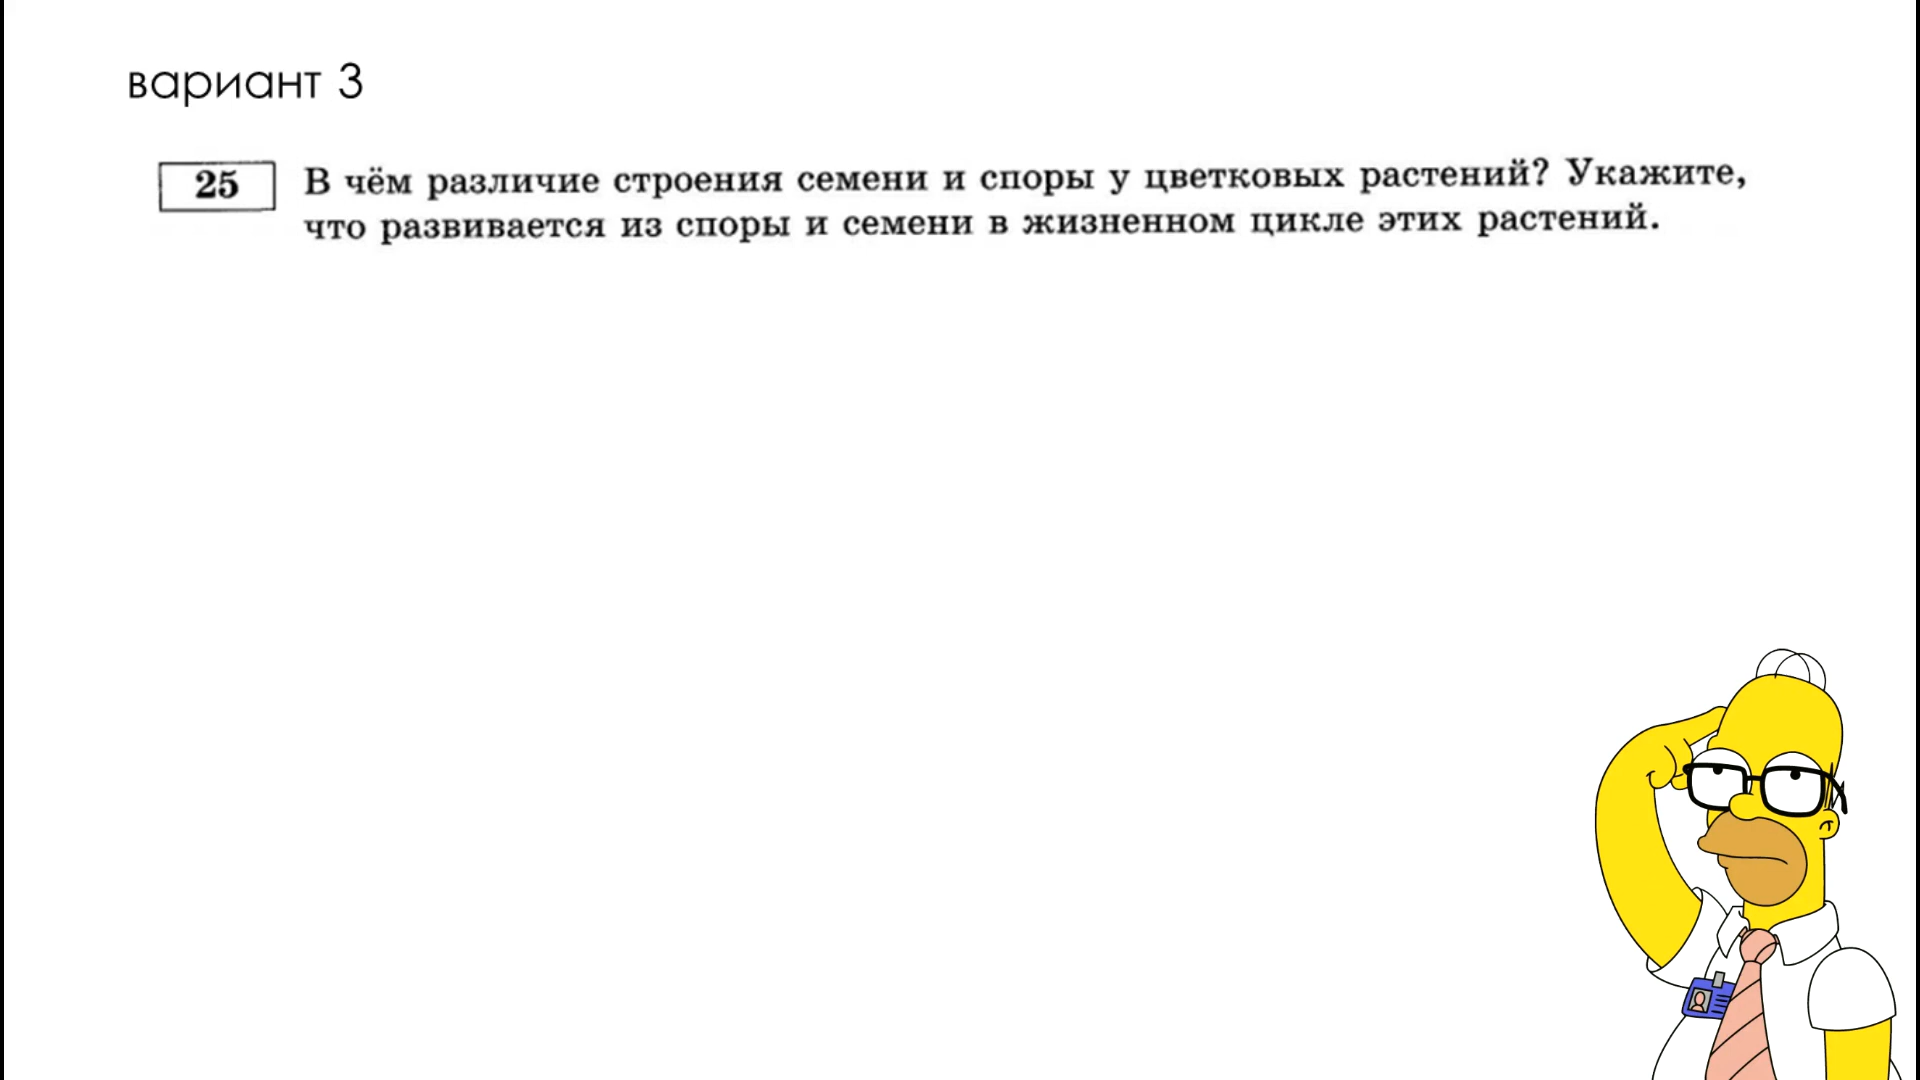 вариант 3
25 В чём различие строения семени и споры у цветковых растений? Укажите,
что развивается из споры и семени в жизненном цикле этих растений.